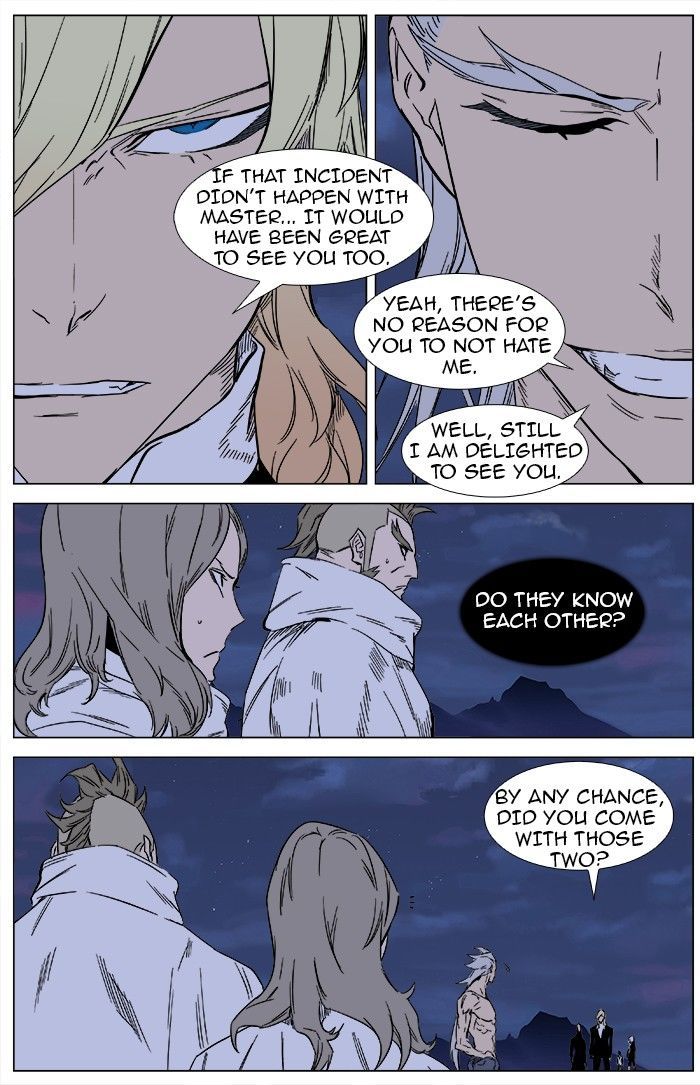 IF THAT INCIDENT
DIDN'T HAPPEN WITH
MASTER... IT WOULD
HAVE BEEN GREAT
TO SEE YOU TOO.
YEAH, THERE'S
NO REASON FOR
YOU TO NOT HATE
ME.
WELL, STILL
I AM DELIGHTED
TO SEE YOU.
DO THEY KNOW
EACH OTHER?
BY ANY CHANCE,
DID YOU COME
WITH THOSE
TWO?